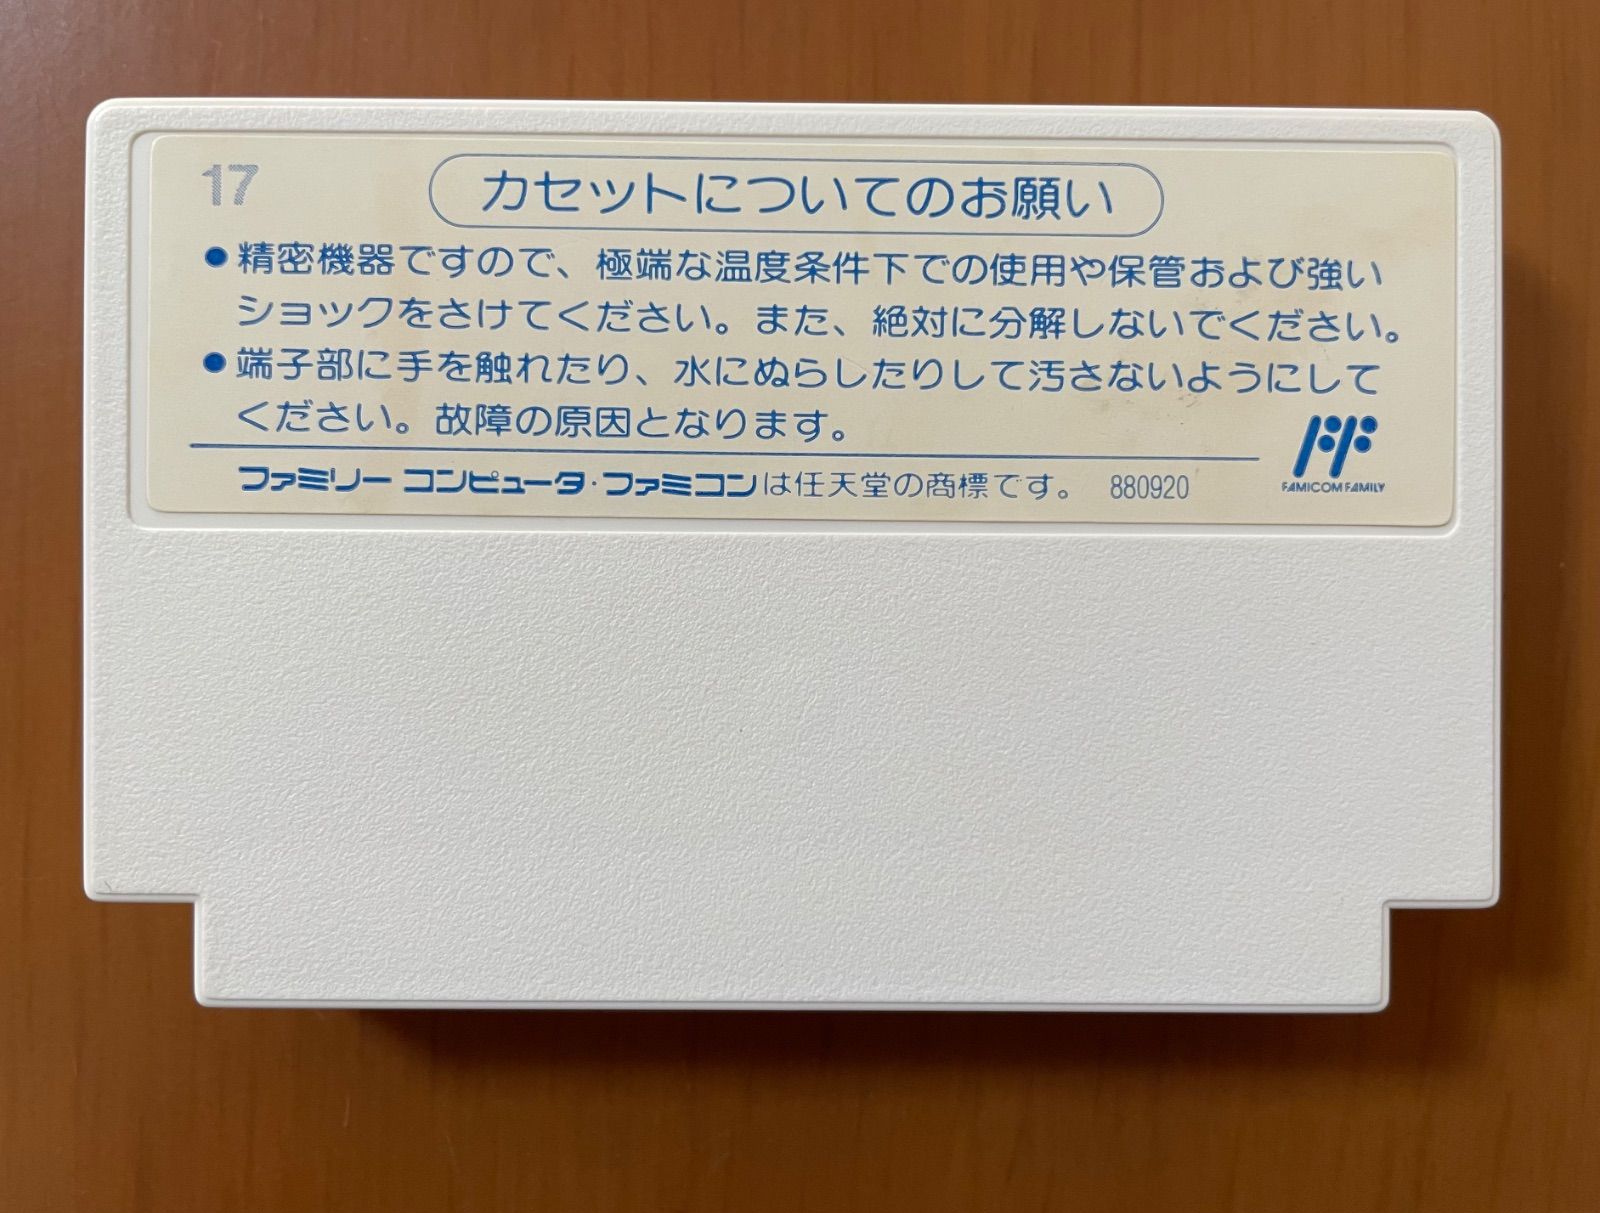 17
カセットについてのお願い
●精密機器ですので、極端な温度条件下での使用や保管および強い
ショックをさけてください。また、絶対に分解しないでください。
●端子部に手を触れたり、水にぬらしたりして汚さないようにして
ください。故障の原因となります。
ファミリーコンピュータ・ファミコンは任天堂の商標です。 880920
FF
FAMICOM FAMILY